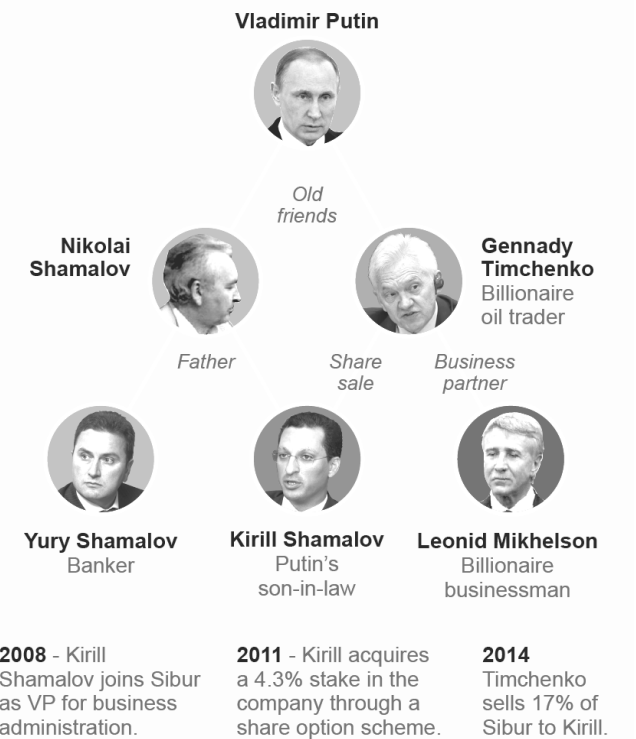 Vladimir Putin
Old
friends
Nikolai
Shamalov
Gennady
Timchenko
Billionaire
oil trader
Father
Share
sale
Business
partner
Yury Shamalov
Banker
Kirill Shamalov
Putin's
son-in-law
Leonid Mikhelson
Billionaire
businessman
2008 - Kirill
Shamalov joins Sibur
as VP for business
administration.
2011 - Kirill acquires
a 4.3% stake in the
company through a
share option scheme.
2014
Timchenko
sells 17% of
Sibur to Kirill.